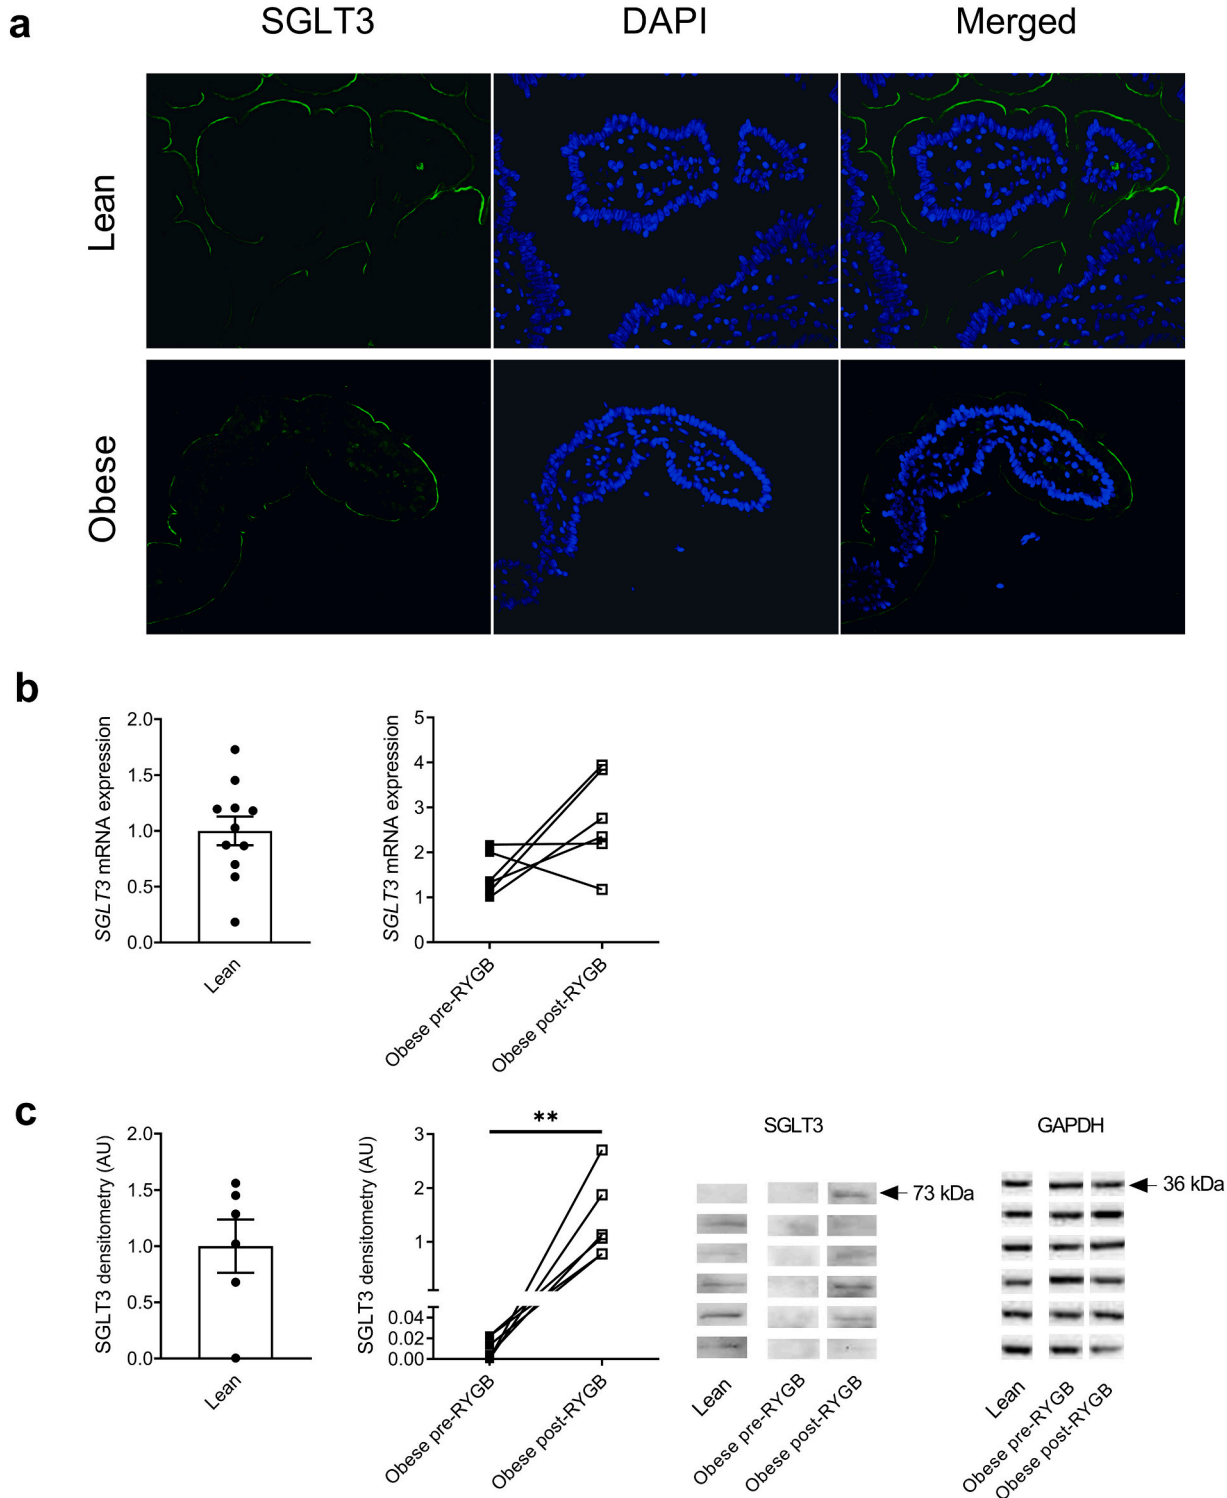 a
SGLT3 DAPI Merged
Lean
Obese
b
SGLT3 mRNA expression
2.0
1.5
1.0
0.5
0.0
Lean
SGLT3 mRNA expression
5
4
3
2
1
0
Obese pre-RYGB
Obese post-RYGB
c
SGLT3 densitometry (AU)
2.0
1.5
1.0
0.5
0.0
Lean
SGLT3 densitometry (AU)
**
3
2
1
0.04
0.02
0.00
Obese pre-RYGB
Obese post-RYGB
SGLT3
73 kDa
Lean
Obese pre-RYGB
Obese post-RYGB
GAPDH
36 kDa
Lean
Obese pre-RYGB
Obese post-RYGB